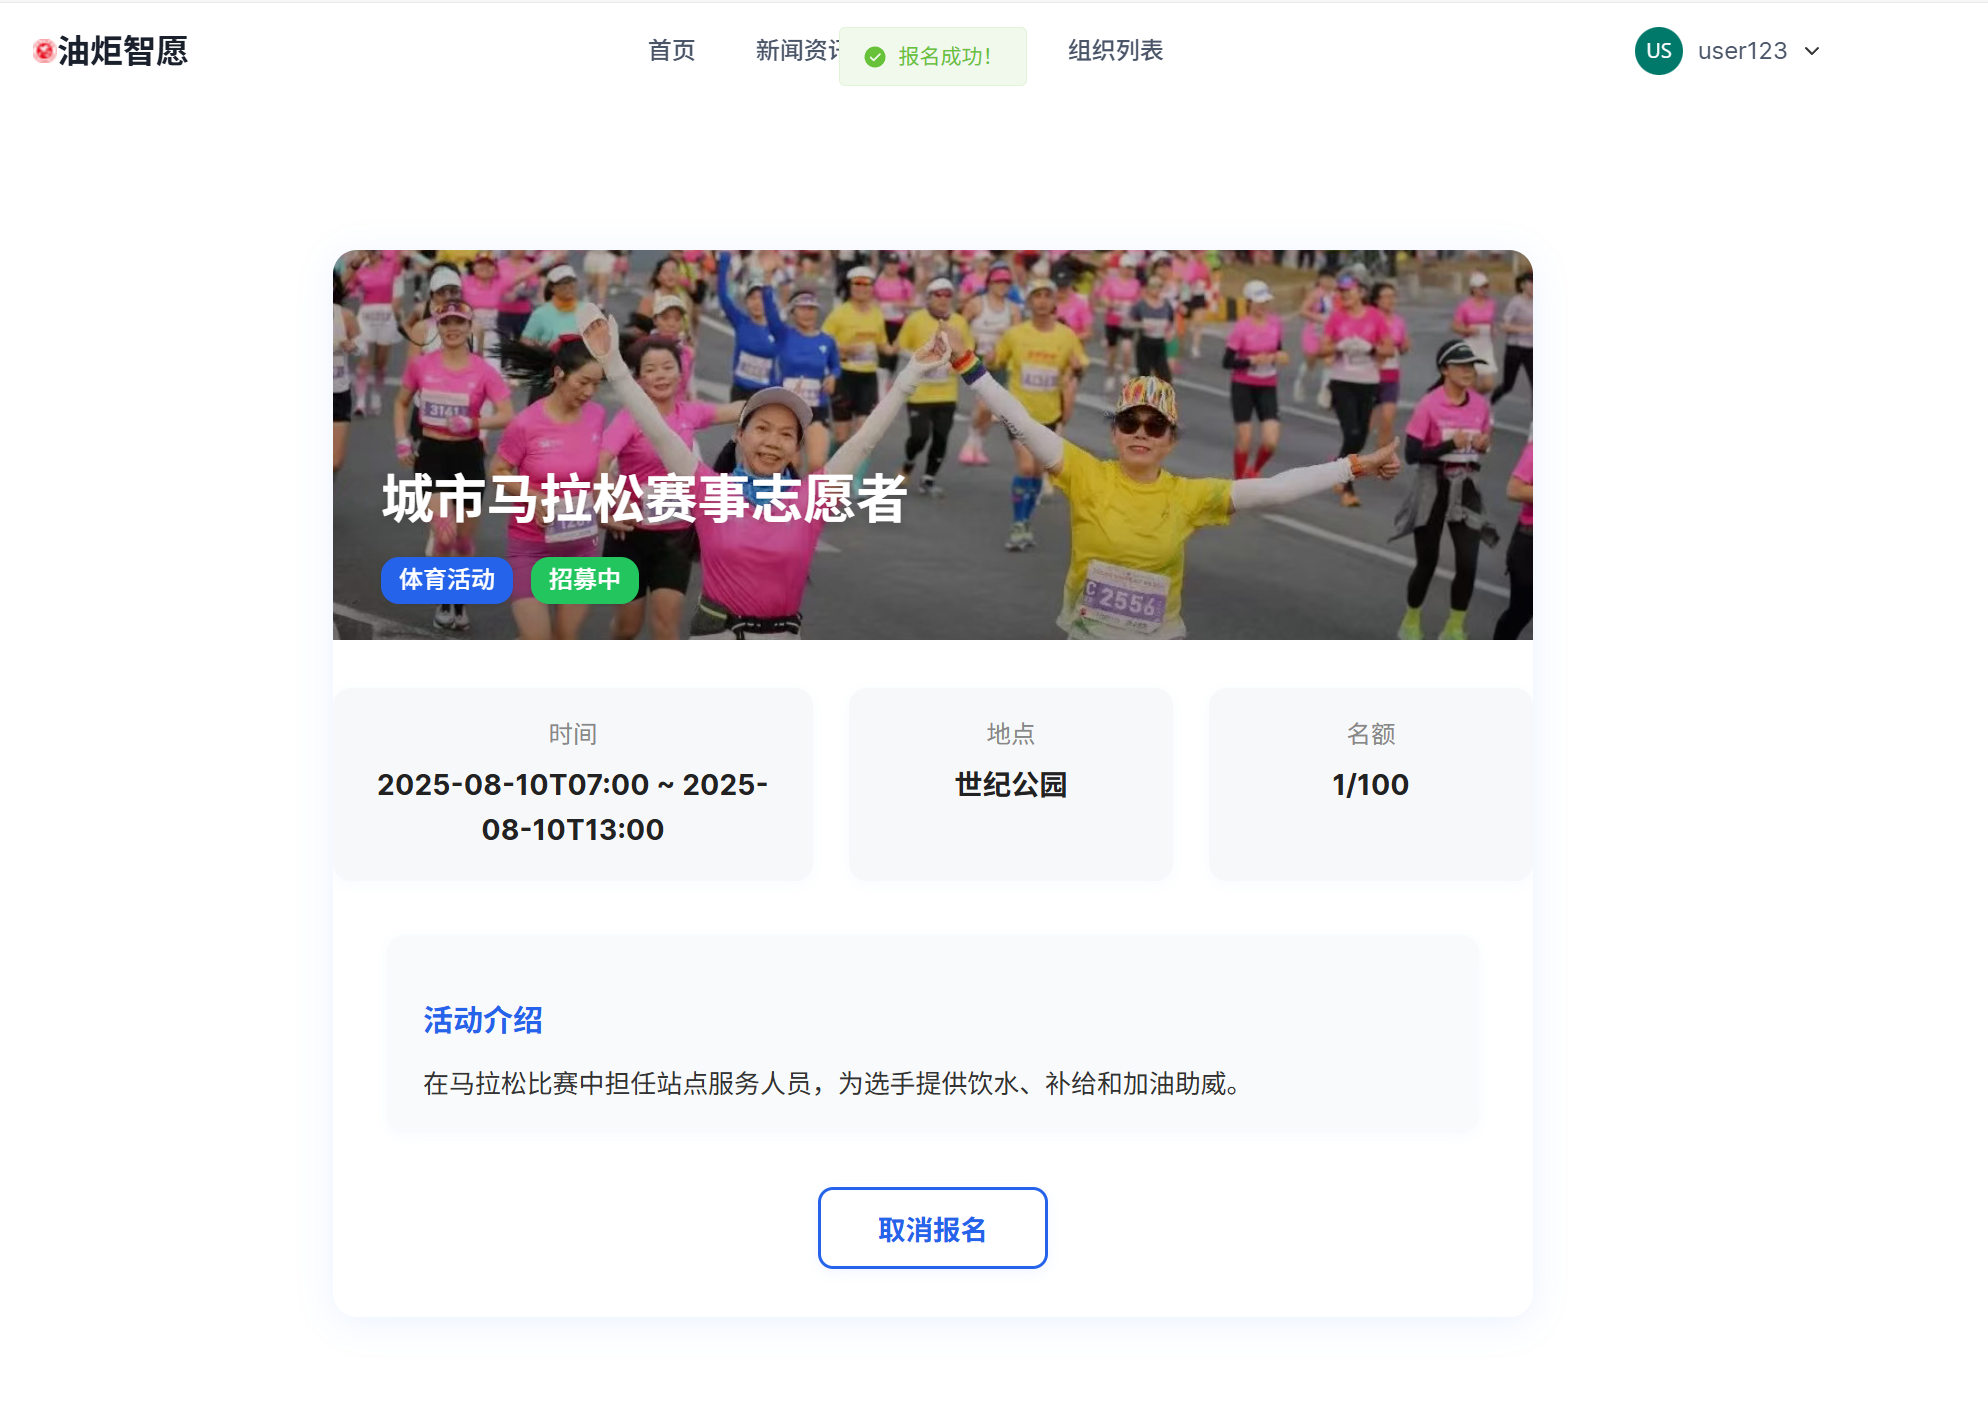 油炬智愿
首页
新闻资
报名成功!
组织列表
US
user123
3141
城市马拉松赛事志愿者
体育活动
招募中
C 2556
时间
2025-08-10T07:00 ~ 2025-
08-10T13:00
地点
世纪公园
名额
1/100
活动介绍
在马拉松比赛中担任站点服务人员，为选手提供饮水、补给和加油助威。
取消报名